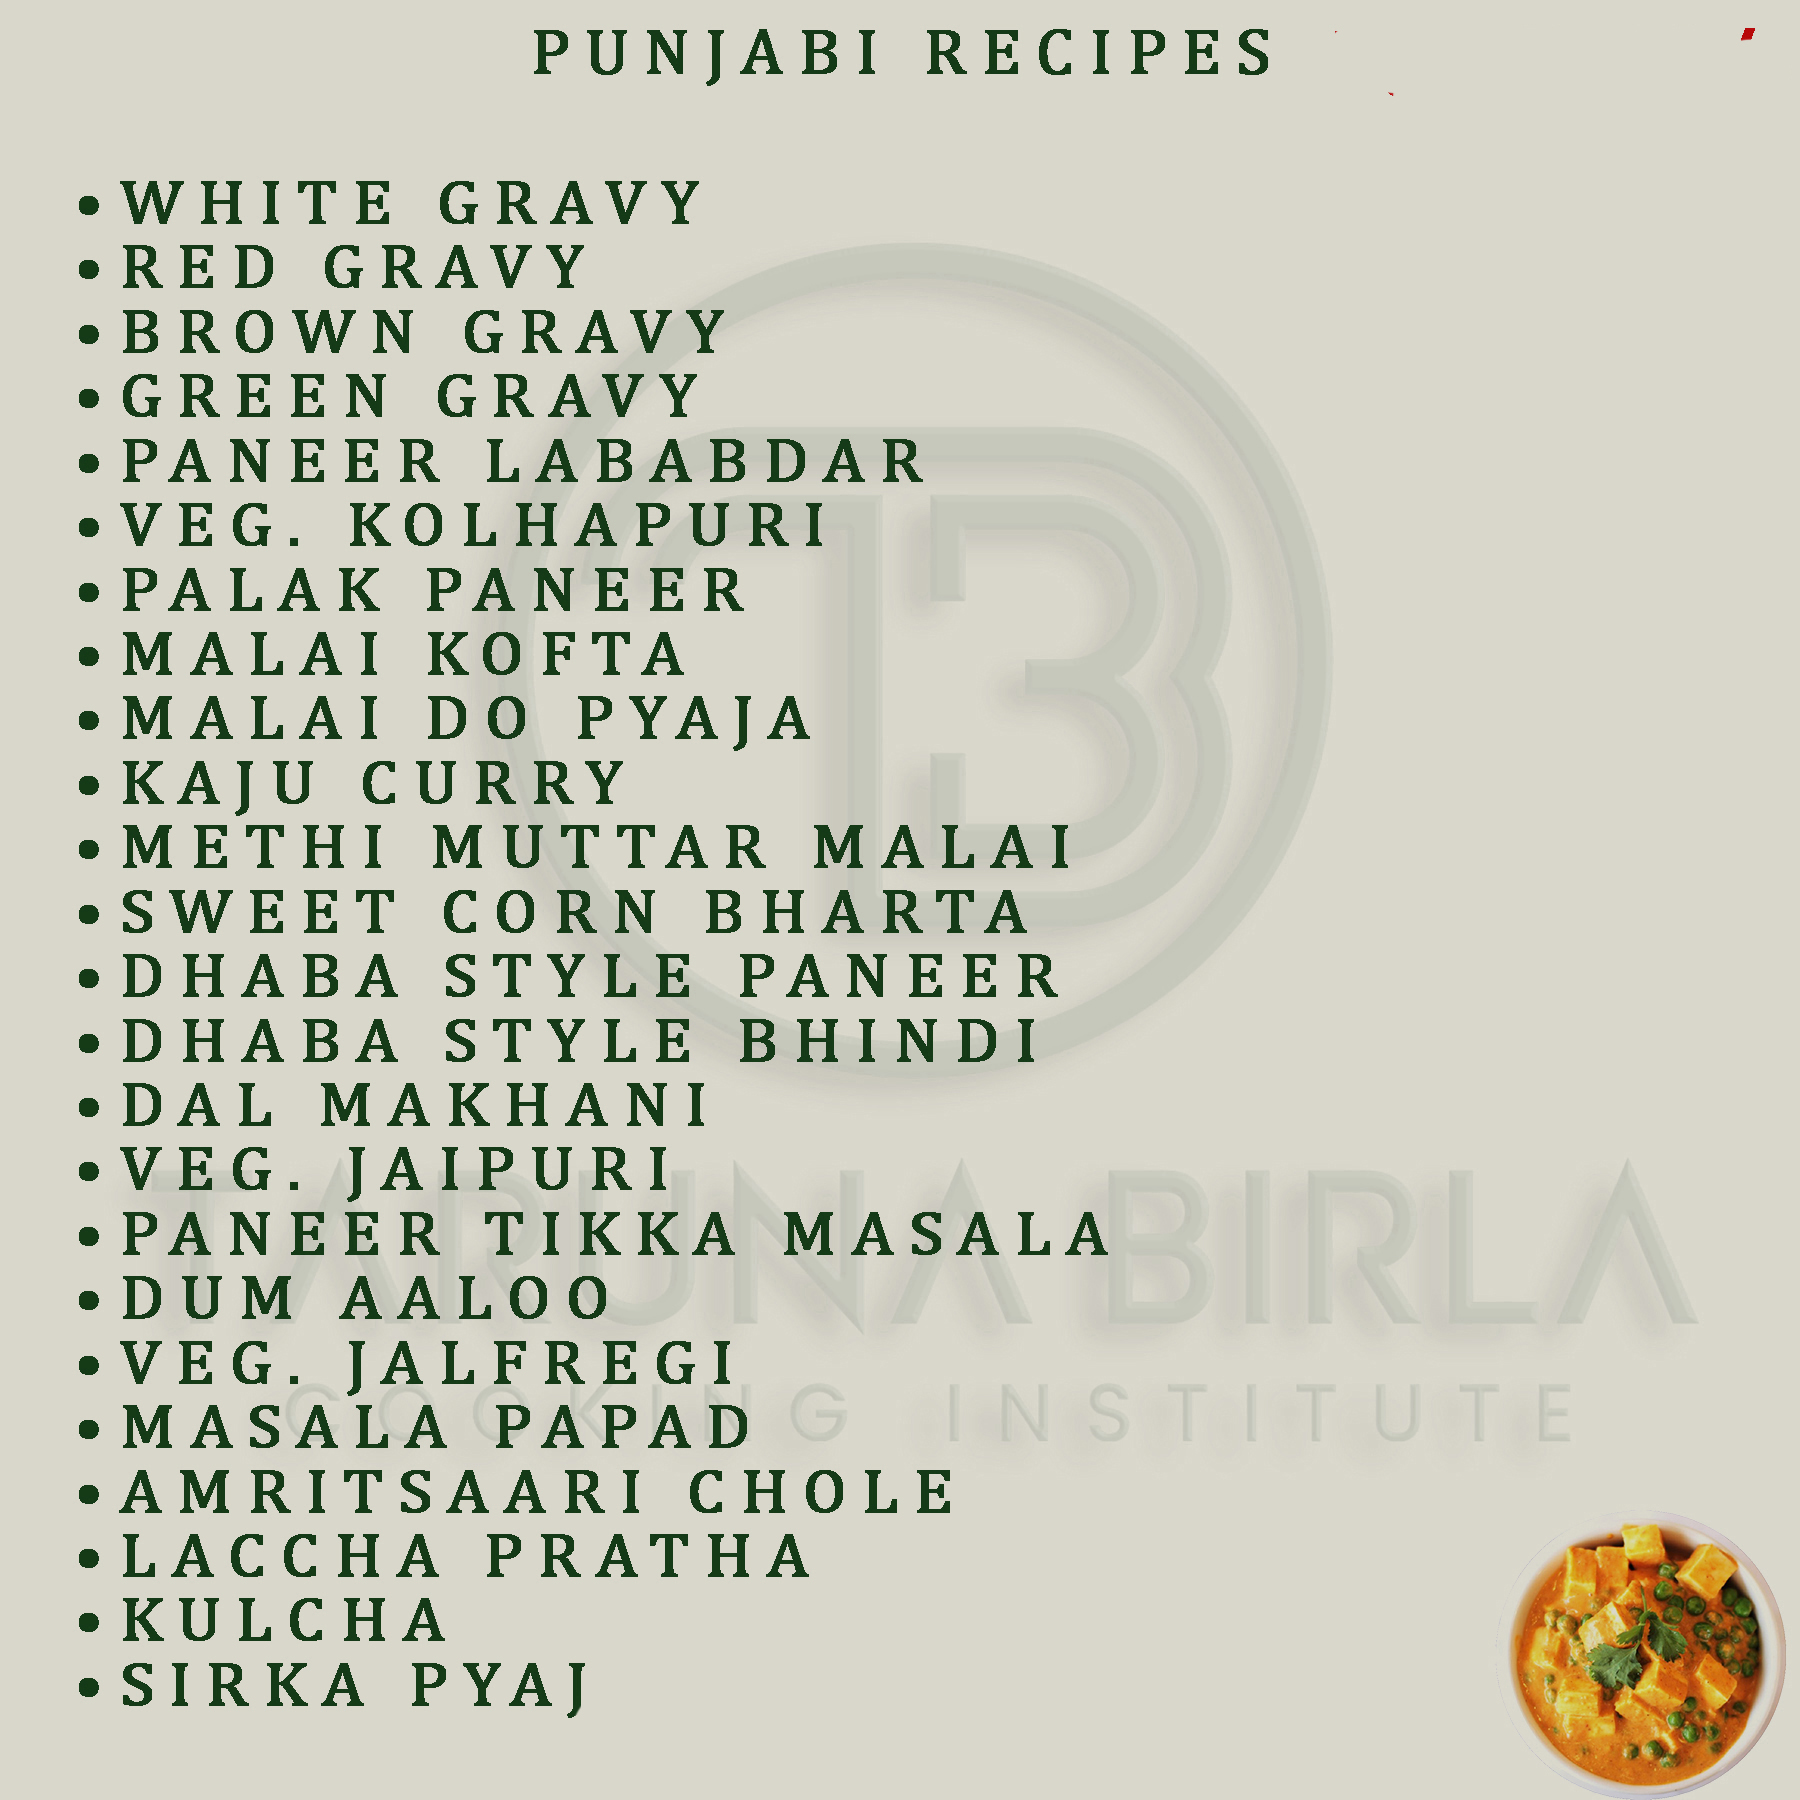 PUNJABI RECIPES
• WHITE GRAVY
• RED GRAVY
• BROWN GRAVY
• GREEN GRAVY
• PANEER LABABDAR
• VEG. KOLHAPURI
• PALAK PANEER
• MALAI KOFTA
• MALAI DO PYAJA
• KAJU CURRY
• METHI MUTTAR MALAI
• SWEET CORN BHARTA
• DHABA STYLE PANEER
• DHABA STYLE BHINDI
• DAL MAKHANI
• VEG. JAIPURI
• PANEER TIKKA MASALA
• DUM AALOO
• VEG. JALFREGI
• MASALA PAPAD
• AMRITSAARI CHOLE
• LACCHA PRATHA
• KULCHA
• SIRKA PYAJ
TB
TARUNA BIRLA
COOKING INSTITUTE